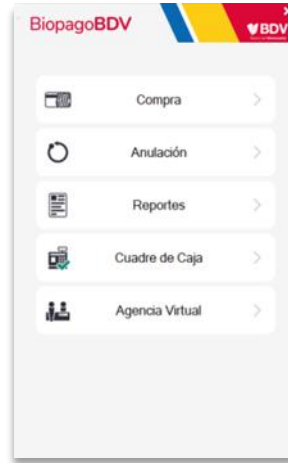 BiopagoBDV
BDV
Compra
Anulación
Reportes
Cuadre de Caja
Agencia Virtual